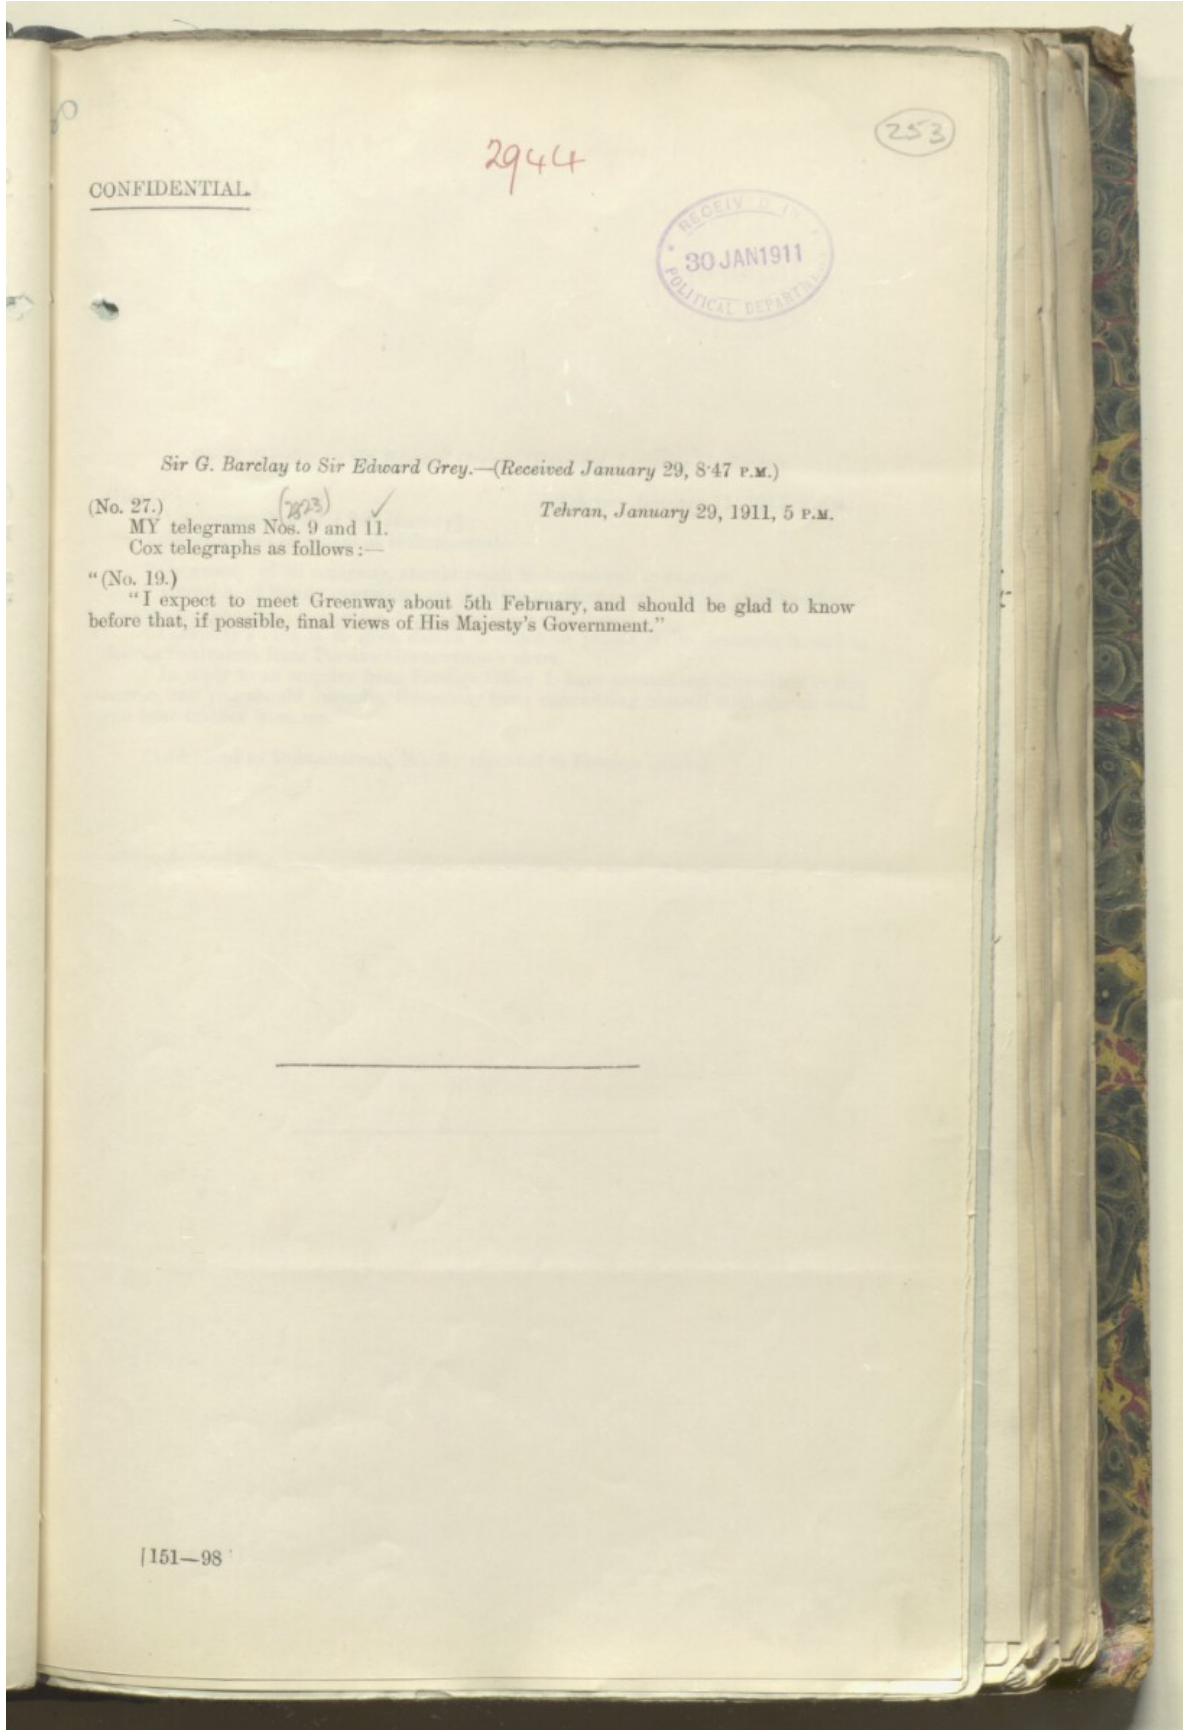 253
2944
CONFIDENTIAL.
RECEIVED IN
30 JAN 1911
POLITICAL DEPARTMENT
Sir G. Barclay to Sir Edward Grey.—(Received January 29, 8·47 P.M.)
(No. 27.) Tehran, January 29, 1911, 5 P.M.
MY telegrams Nos. 9 and 11.
Cox telegraphs as follows:—
"(No. 19.)
"I expect to meet Greenway about 5th February, and should be glad to know
before that, if possible, final views of His Majesty's Government."
[151—98